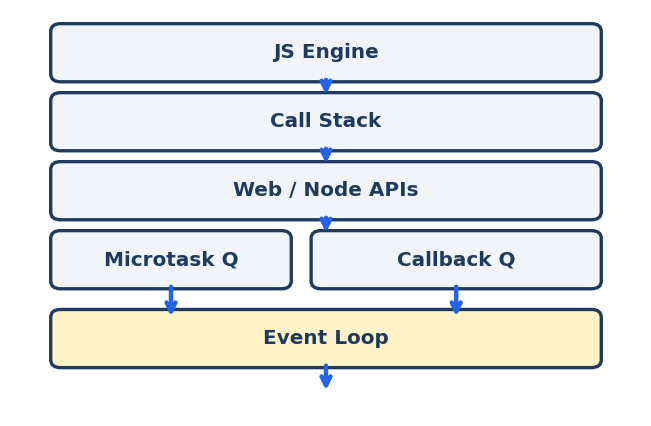 JS Engine
Call Stack
Web / Node APIs
Microtask Q
Callback Q
Event Loop